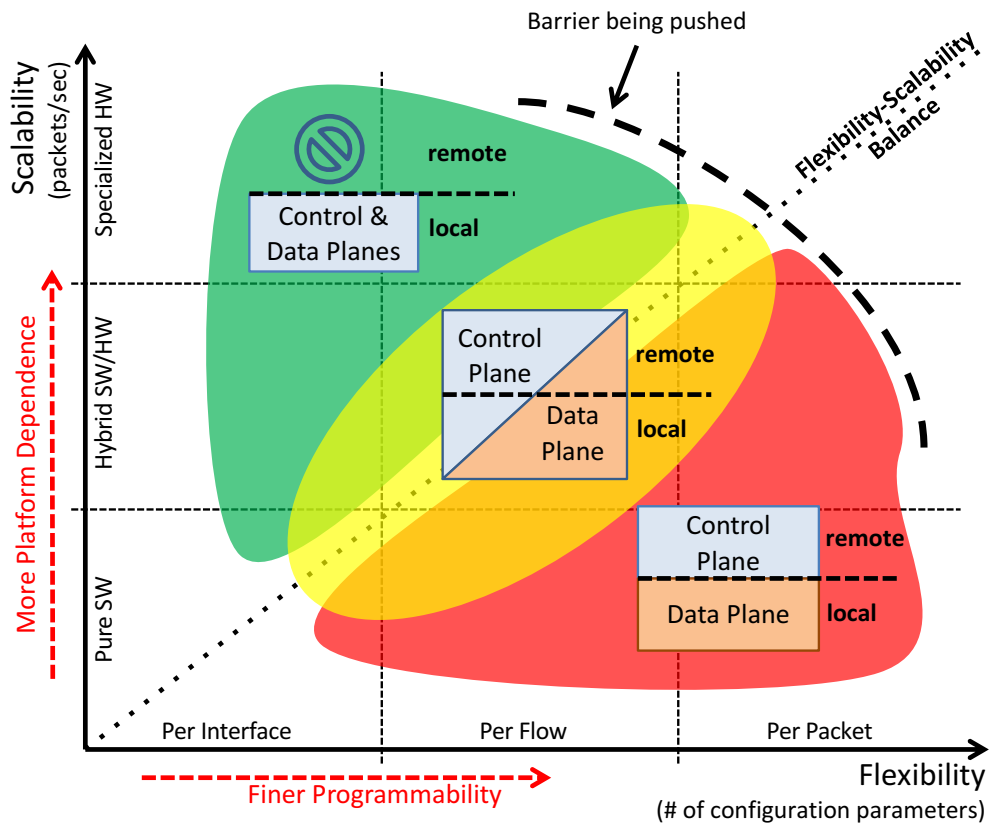 Barrier being pushed
Flexibility-Scalability
Balance
Scalability
(packets/sec)
Specialized HW
Hybrid SW/HW
Pure SW
More Platform Dependence
remote
Control &
Data Planes
local
Control
Plane
remote
Data
Plane
local
Control
Plane
remote
Data Plane
local
Per Interface
Per Flow
Per Packet
Finer Programmability
Flexibility
(# of configuration parameters)